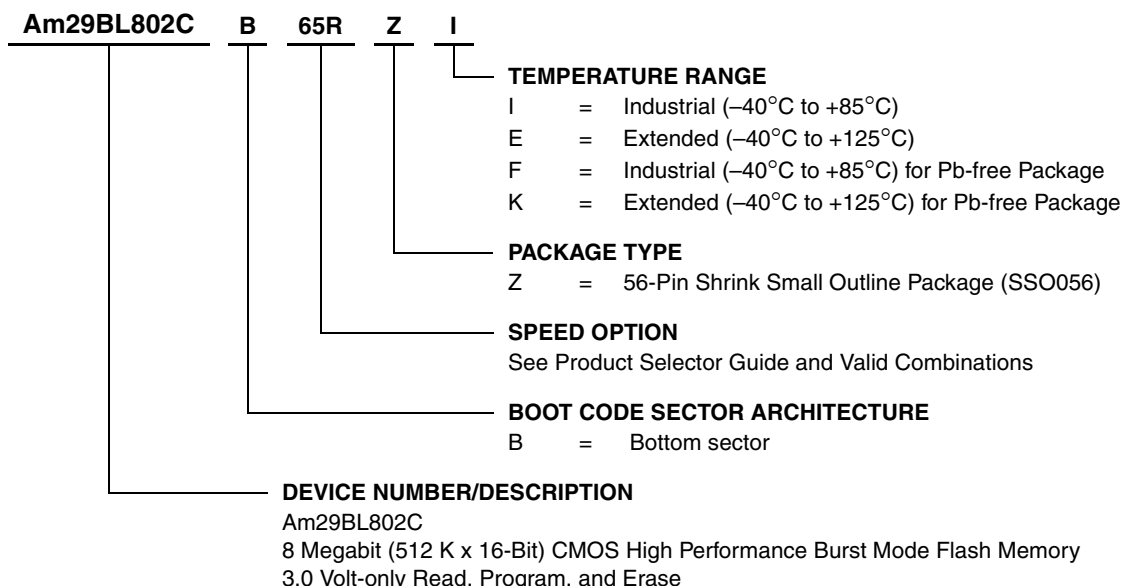 Am29BL802C B 65R Z I
TEMPERATURE RANGE
I = Industrial (–40°C to +85°C)
E = Extended (–40°C to +125°C)
F = Industrial (–40°C to +85°C) for Pb-free Package
K = Extended (–40°C to +125°C) for Pb-free Package
PACKAGE TYPE
Z = 56-Pin Shrink Small Outline Package (SSO056)
SPEED OPTION
See Product Selector Guide and Valid Combinations
BOOT CODE SECTOR ARCHITECTURE
B = Bottom sector
DEVICE NUMBER/DESCRIPTION
Am29BL802C
8 Megabit (512 K x 16-Bit) CMOS High Performance Burst Mode Flash Memory
3.0 Volt-only Read, Program, and Erase